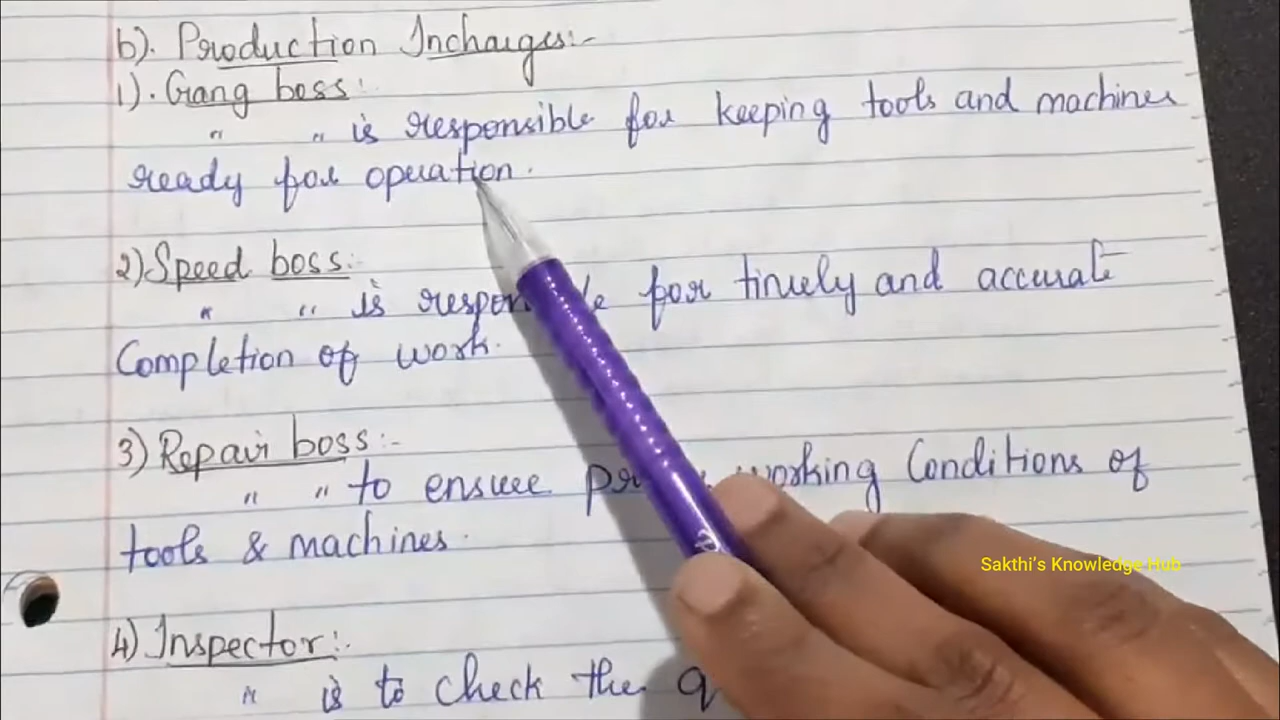 b). Production Incharges:-
1). Gang boss:
" " is responsible for keeping tools and machines
ready for operation.
2) Speed boss:-
" " is for timely and accurate
Completion of work.
3) Repair boss:-
" " to ensure working Conditions of
tools & machines.
Sakthi's Knowledge Hub
4) Inspector:-
" is to check the